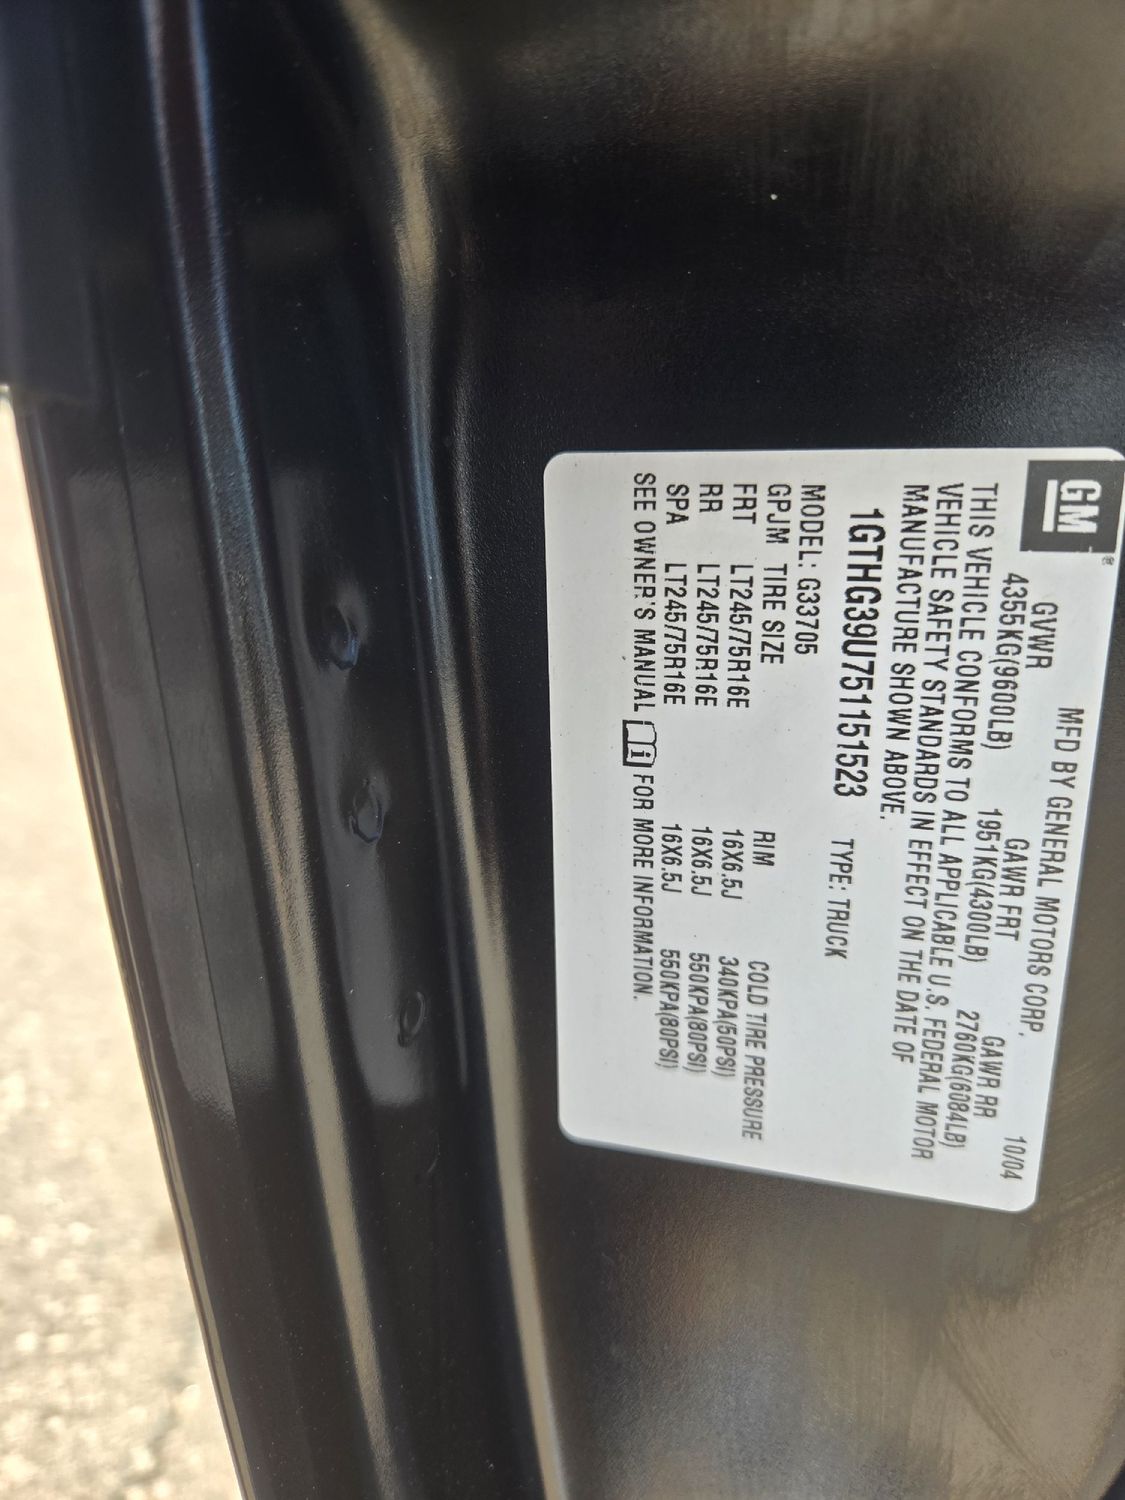 GM
MFD BY GENERAL MOTORS CORP.
10/04
GVWR GAWR FRT GAWR RR
4355KG(9600LB) 1951KG(4300LB) 2760KG(6084LB)
THIS VEHICLE CONFORMS TO ALL APPLICABLE U.S. FEDERAL MOTOR
VEHICLE SAFETY STANDARDS IN EFFECT ON THE DATE OF
MANUFACTURE SHOWN ABOVE.
1GTHG39U751151523 TYPE: TRUCK
MODEL: G33705
GPJM TIRE SIZE RIM COLD TIRE PRESSURE
FRT LT245/75R16E 16X6.5J 340KPA(50PSI)
RR LT245/75R16E 16X6.5J 550KPA(80PSI)
SPA LT245/75R16E 16X6.5J 550KPA(80PSI)
SEE OWNER'S MANUAL i FOR MORE INFORMATION.